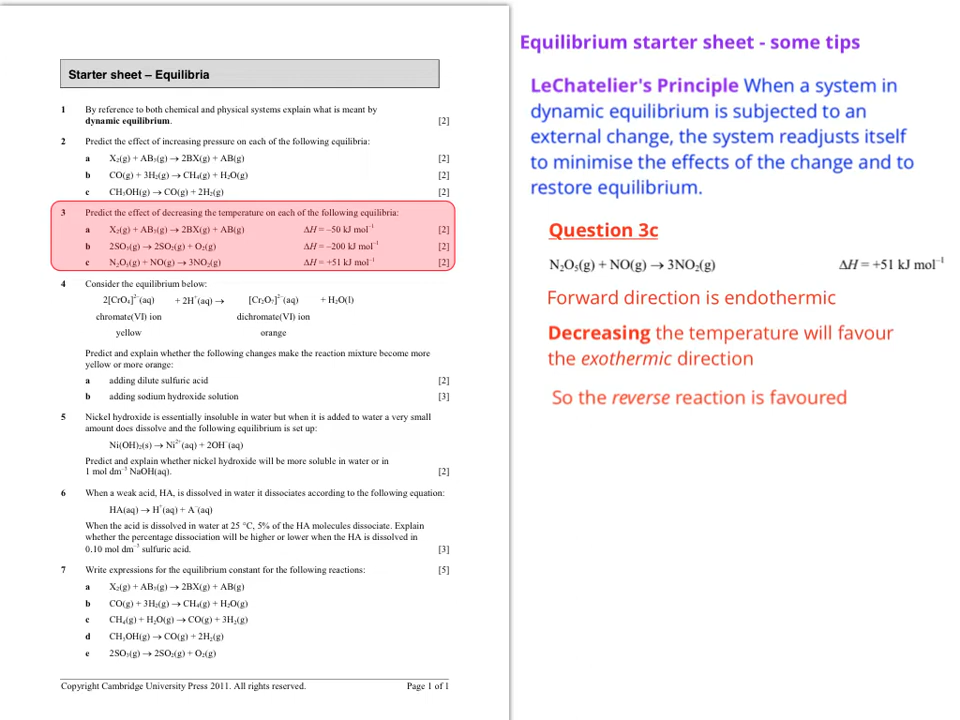 Starter sheet – Equilibria
1 By reference to both chemical and physical systems explain what is meant by
dynamic equilibrium. [2]
2 Predict the effect of increasing pressure on each of the following equilibria:
a X₂(g) + AB₃(g) → 2BX(g) + AB(g) [2]
b CO(g) + 3H₂(g) → CH₄(g) + H₂O(g) [2]
c CH₃OH(g) → CO(g) + 2H₂(g) [2]
3 Predict the effect of decreasing the temperature on each of the following equilibria:
a X₂(g) + AB₃(g) → 2BX(g) + AB(g) ΔH = –50 kJ mol⁻¹ [2]
b 2SO₃(g) → 2SO₂(g) + O₂(g) ΔH = –200 kJ mol⁻¹ [2]
c N₂O₅(g) + NO(g) → 3NO₂(g) ΔH = +51 kJ mol⁻¹ [2]
4 Consider the equilibrium below:
2[CrO₄]²⁻(aq) + 2H⁺(aq) → [Cr₂O₇]²⁻(aq) + H₂O(l)
chromate(VI) ion dichromate(VI) ion
yellow orange
Predict and explain whether the following changes make the reaction mixture become more
yellow or more orange:
a adding dilute sulfuric acid [2]
b adding sodium hydroxide solution [3]
5 Nickel hydroxide is essentially insoluble in water but when it is added to water a very small
amount does dissolve and the following equilibrium is set up:
Ni(OH)₂(s) → Ni²⁺(aq) + 2OH⁻(aq)
Predict and explain whether nickel hydroxide will be more soluble in water or in
1 mol dm⁻³ NaOH(aq). [2]
6 When a weak acid, HA, is dissolved in water it dissociates according to the following equation:
HA(aq) → H⁺(aq) + A⁻(aq)
When the acid is dissolved in water at 25 °C, 5% of the HA molecules dissociate. Explain
whether the percentage dissociation will be higher or lower when the HA is dissolved in
0.10 mol dm⁻³ sulfuric acid. [3]
7 Write expressions for the equilibrium constant for the following reactions: [5]
a X₂(g) + AB₃(g) → 2BX(g) + AB(g)
b CO(g) + 3H₂(g) → CH₄(g) + H₂O(g)
c CH₄(g) + H₂O(g) → CO(g) + 3H₂(g)
d CH₃OH(g) → CO(g) + 2H₂(g)
e 2SO₃(g) → 2SO₂(g) + O₂(g)
Copyright Cambridge University Press 2011. All rights reserved. Page 1 of 1
Equilibrium starter sheet - some tips
LeChatelier's Principle When a system in
dynamic equilibrium is subjected to an
external change, the system readjusts itself
to minimise the effects of the change and to
restore equilibrium.
Question 3c
N₂O₅(g) + NO(g) → 3NO₂(g) ΔH = +51 kJ mol⁻¹
Forward direction is endothermic
Decreasing the temperature will favour
the exothermic direction
So the reverse reaction is favoured